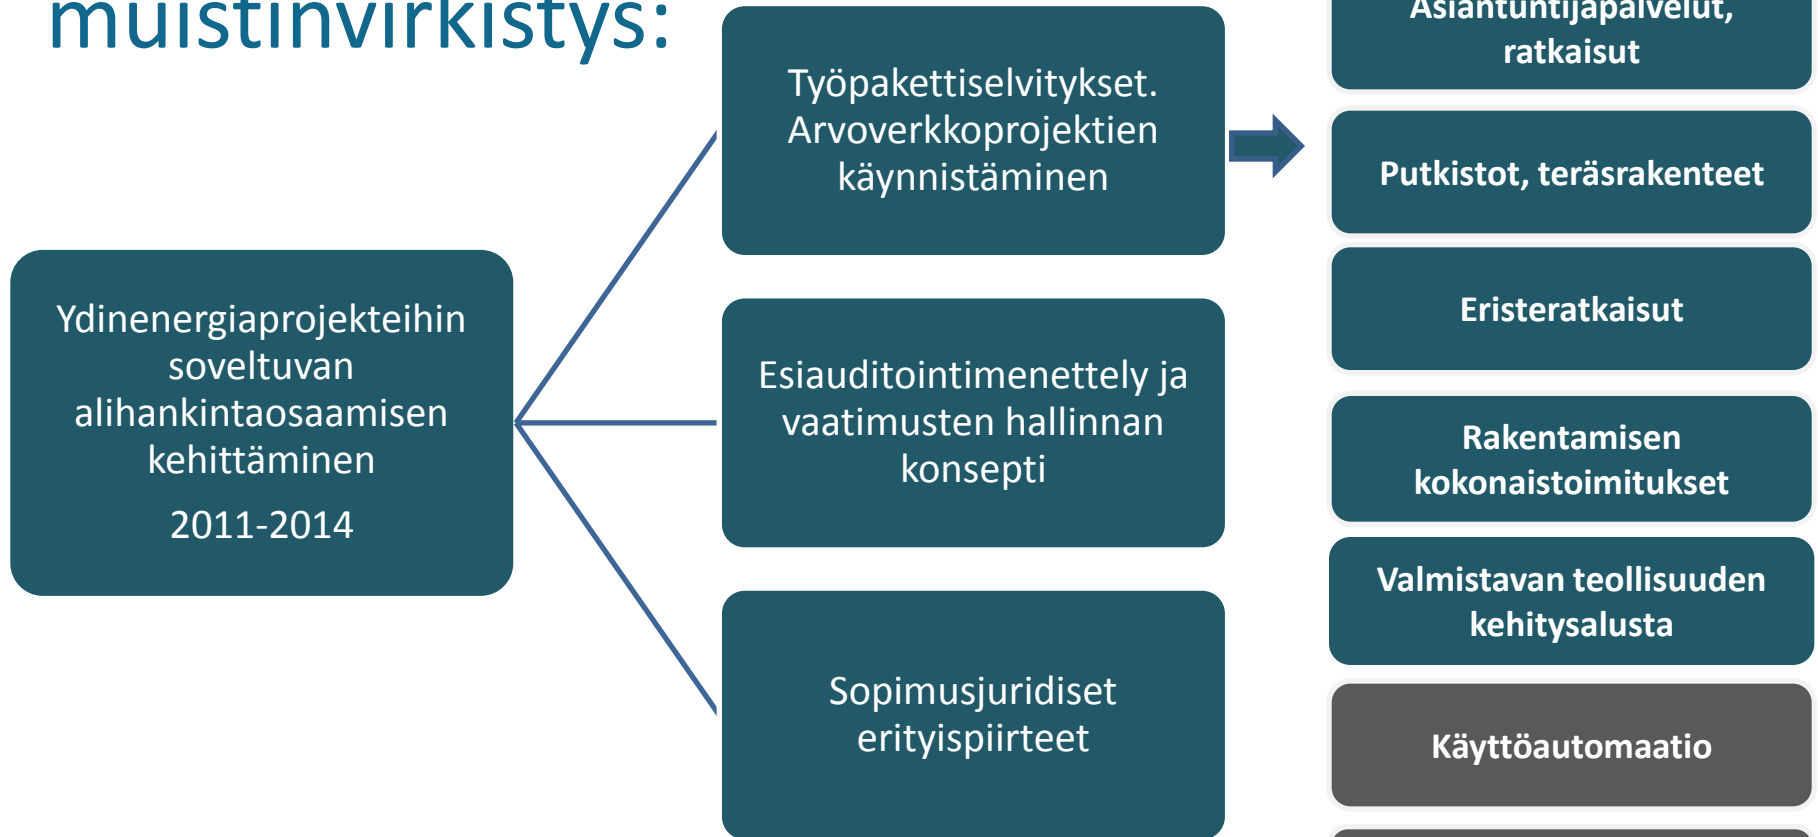 muistinvirkistys:
Ydinenergiaprojekteihin
soveltuvan
alihankintaosaamisen
kehittäminen
2011-2014
Työpakettiselvitykset.
Arvoverkkoprojektien
käynnistäminen
Esiauditointimenettely ja
vaatimusten hallinnan
konsepti
Sopimusjuridiset
erityispiirteet
Asiantuntijapalvelut,
ratkaisut
Putkistot, teräsrakenteet
Eristeratkaisut
Rakentamisen
kokonaistoimitukset
Valmistavan teollisuuden
kehitysalusta
Käyttöautomaatio